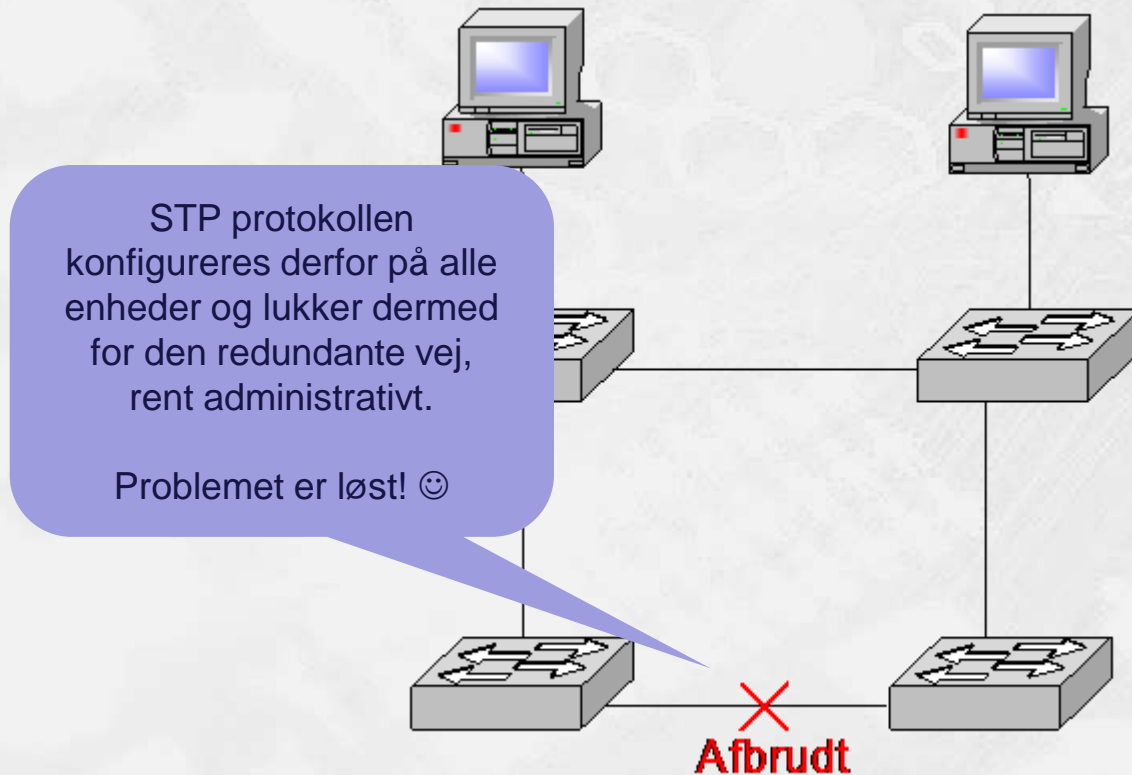 STP protokollen
konfigureres derfor på alle
enheder og lukker dermed
for den redundante vej,
rent administrativt.
Problemet er løst! ☺
Afbrudt